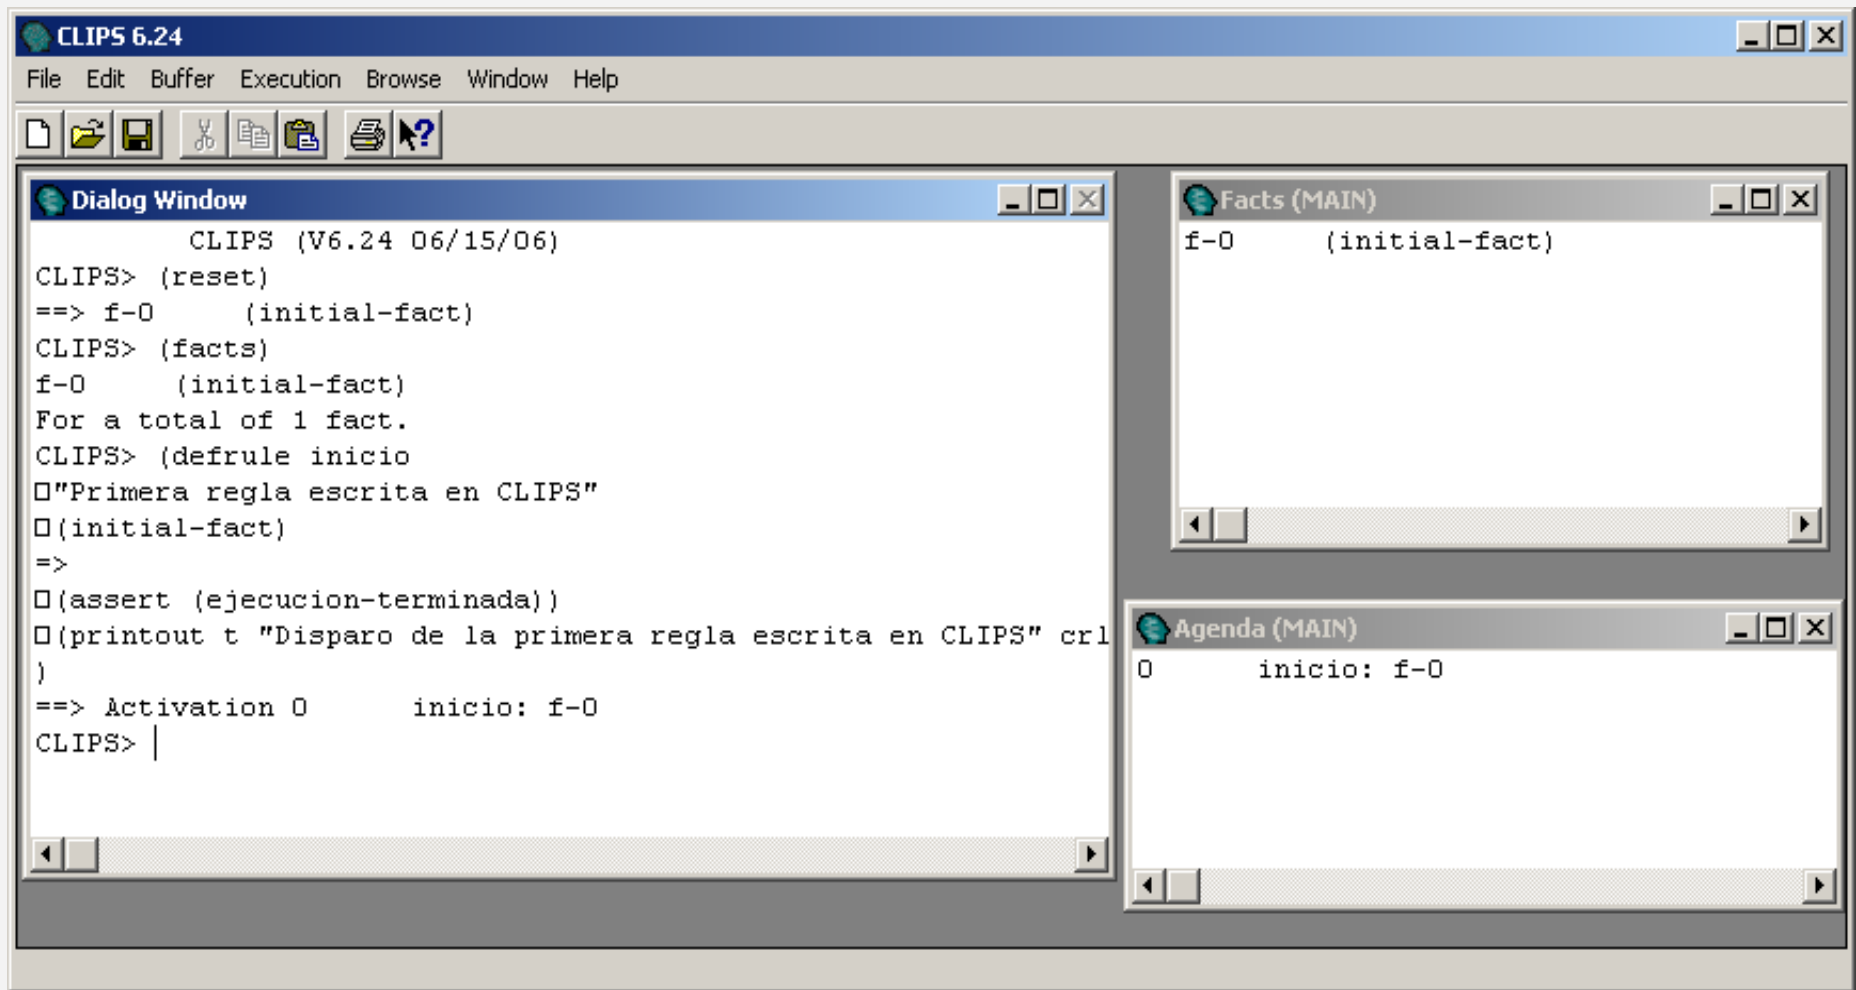 CLIPS 6.24
File Edit Buffer Execution Browse Window Help
Dialog Window
CLIPS (V6.24 06/15/06)
CLIPS> (reset)
==> f-0 (initial-fact)
CLIPS> (facts)
f-0 (initial-fact)
For a total of 1 fact.
CLIPS> (defrule inicio
"Primera regla escrita en CLIPS"
(initial-fact)
=>
(assert (ejecucion-terminada))
(printout t "Disparo de la primera regla escrita en CLIPS" crl
)
==> Activation 0 inicio: f-0
CLIPS>
Facts (MAIN)
f-0 (initial-fact)
Agenda (MAIN)
0 inicio: f-0